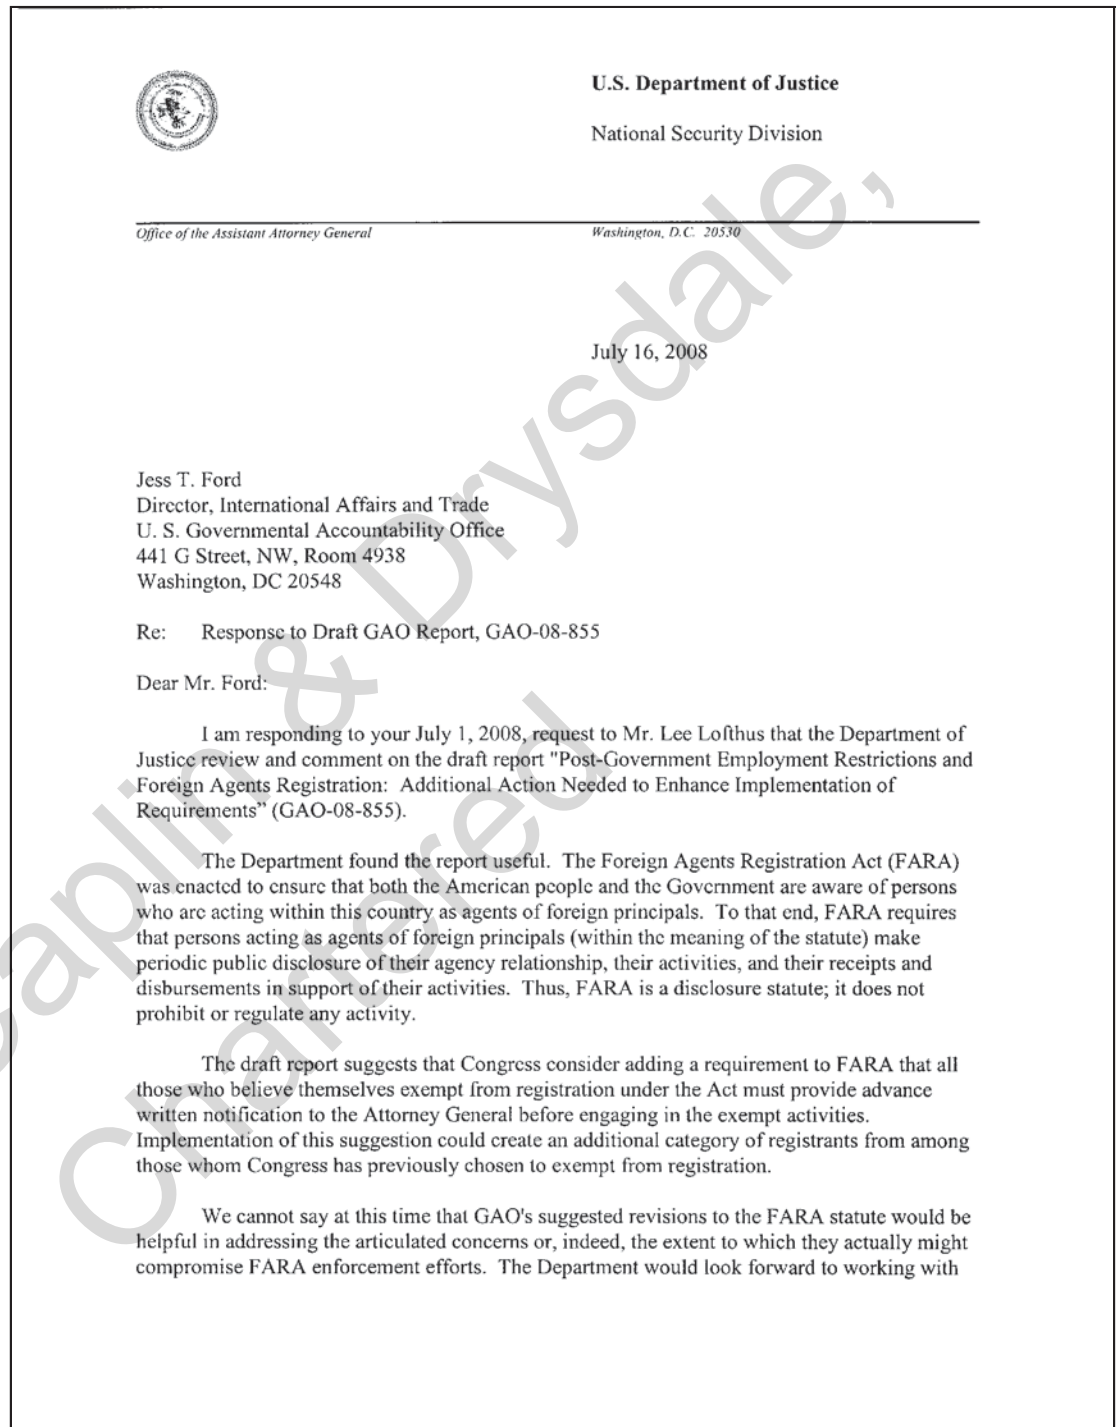 U.S. Department of Justice
National Security Division
Office of the Assistant Attorney General
Washington, D.C. 20530
July 16, 2008
Jess T. Ford
Director, International Affairs and Trade
U. S. Governmental Accountability Office
441 G Street, NW, Room 4938
Washington, DC 20548
Re: Response to Draft GAO Report, GAO-08-855
Dear Mr. Ford:
I am responding to your July 1, 2008, request to Mr. Lee Lofthus that the Department of
Justice review and comment on the draft report "Post-Government Employment Restrictions and
Foreign Agents Registration: Additional Action Needed to Enhance Implementation of
Requirements" (GAO-08-855).
The Department found the report useful. The Foreign Agents Registration Act (FARA)
was enacted to ensure that both the American people and the Government are aware of persons
who are acting within this country as agents of foreign principals. To that end, FARA requires
that persons acting as agents of foreign principals (within the meaning of the statute) make
periodic public disclosure of their agency relationship, their activities, and their receipts and
disbursements in support of their activities. Thus, FARA is a disclosure statute; it does not
prohibit or regulate any activity.
The draft report suggests that Congress consider adding a requirement to FARA that all
those who believe themselves exempt from registration under the Act must provide advance
written notification to the Attorney General before engaging in the exempt activities.
Implementation of this suggestion could create an additional category of registrants from among
those whom Congress has previously chosen to exempt from registration.
We cannot say at this time that GAO's suggested revisions to the FARA statute would be
helpful in addressing the articulated concerns or, indeed, the extent to which they actually might
compromise FARA enforcement efforts. The Department would look forward to working with
Caplin & Drysdale,
Chartered